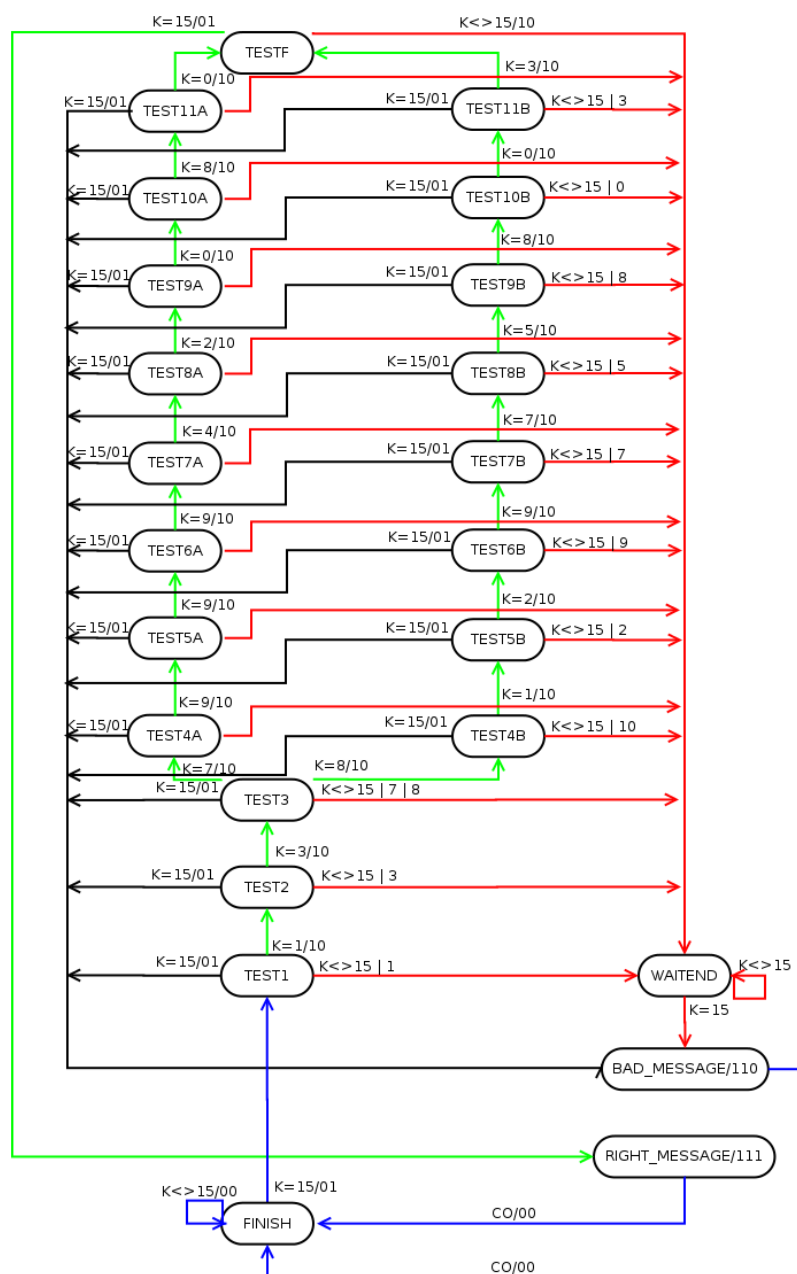 K=15/01
K<>15/10
TESTF
K=3/10
K=0/10
K=15/01
TEST11A
K=15/01
TEST11B
K<>15 | 3
K=0/10
K=8/10
K=15/01
TEST10A
K=15/01
TEST10B
K<>15 | 0
K=8/10
K=0/10
K=15/01
TEST9A
K=15/01
TEST9B
K<>15 | 8
K=5/10
K=2/10
K=15/01
TEST8A
K=15/01
TEST8B
K<>15 | 5
K=7/10
K=4/10
K=15/01
TEST7A
K=15/01
TEST7B
K<>15 | 7
K=9/10
K=9/10
K=15/01
TEST6A
K=15/01
TEST6B
K<>15 | 9
K=2/10
K=9/10
K=15/01
TEST5A
K=15/01
TEST5B
K<>15 | 2
K=1/10
K=9/10
K=15/01
TEST4A
K=15/01
TEST4B
K<>15 | 10
K=7/10
K=8/10
K=15/01
TEST3
K<>15 | 7 | 8
K=3/10
K=15/01
TEST2
K<>15 | 3
K=1/10
K=15/01
TEST1
K<>15 | 1
WAITEND
K<>15
K=15
BAD_MESSAGE/110
RIGHT_MESSAGE/111
K<>15/00
K=15/01
FINISH
CO/00
CO/00